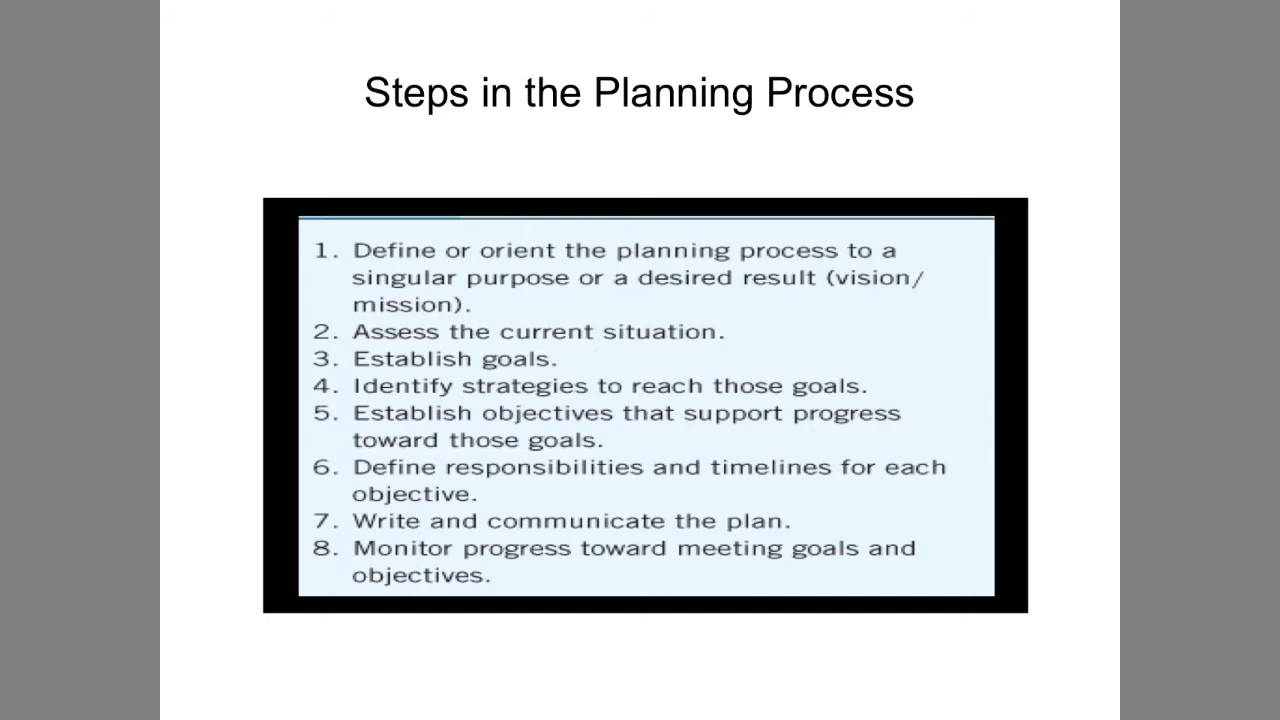 Steps in the Planning Process
1. Define or orient the planning process to a
singular purpose or a desired result (vision/
mission).
2. Assess the current situation.
3. Establish goals.
4. Identify strategies to reach those goals.
5. Establish objectives that support progress
toward those goals.
6. Define responsibilities and timelines for each
objective.
7. Write and communicate the plan.
8. Monitor progress toward meeting goals and
objectives.